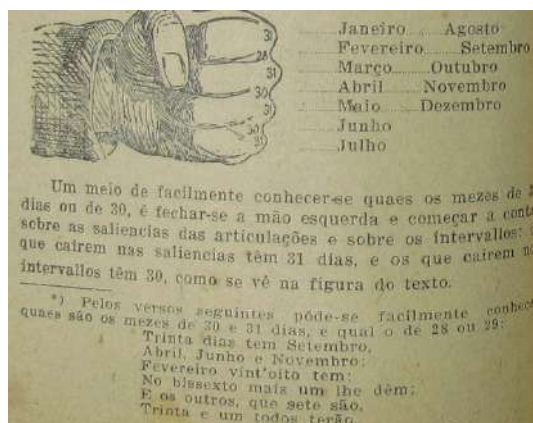 31
28
31
30
31
30
31
Janeiro Agosto
Fevereiro Setembro
Março Outubro
Abril Novembro
Maio Dezembro
Junho
Julho
Um meio de facilmente conhecer-se quaes os mezes de
dias ou de 30, é fechar-se a mão esquerda e começar a
sobre as saliencias das articulações e sobre os intervallos:
que cairem nas saliencias têm 31 dias, e os que cairem
intervallos têm 30, como se vê na figura do texto.
*) Pelos versos seguintes póde-se facilmente
quaes são os mezes de 30 e 31 dias, e qual o de 28 ou 29:
Trinta dias tem Setembro,
Abril, Junho e Novembro;
Fevereiro vint'oito tem;
No bissexto mais um lhe dêm;
E os outros, que sete são,
Trinta e um todos terão